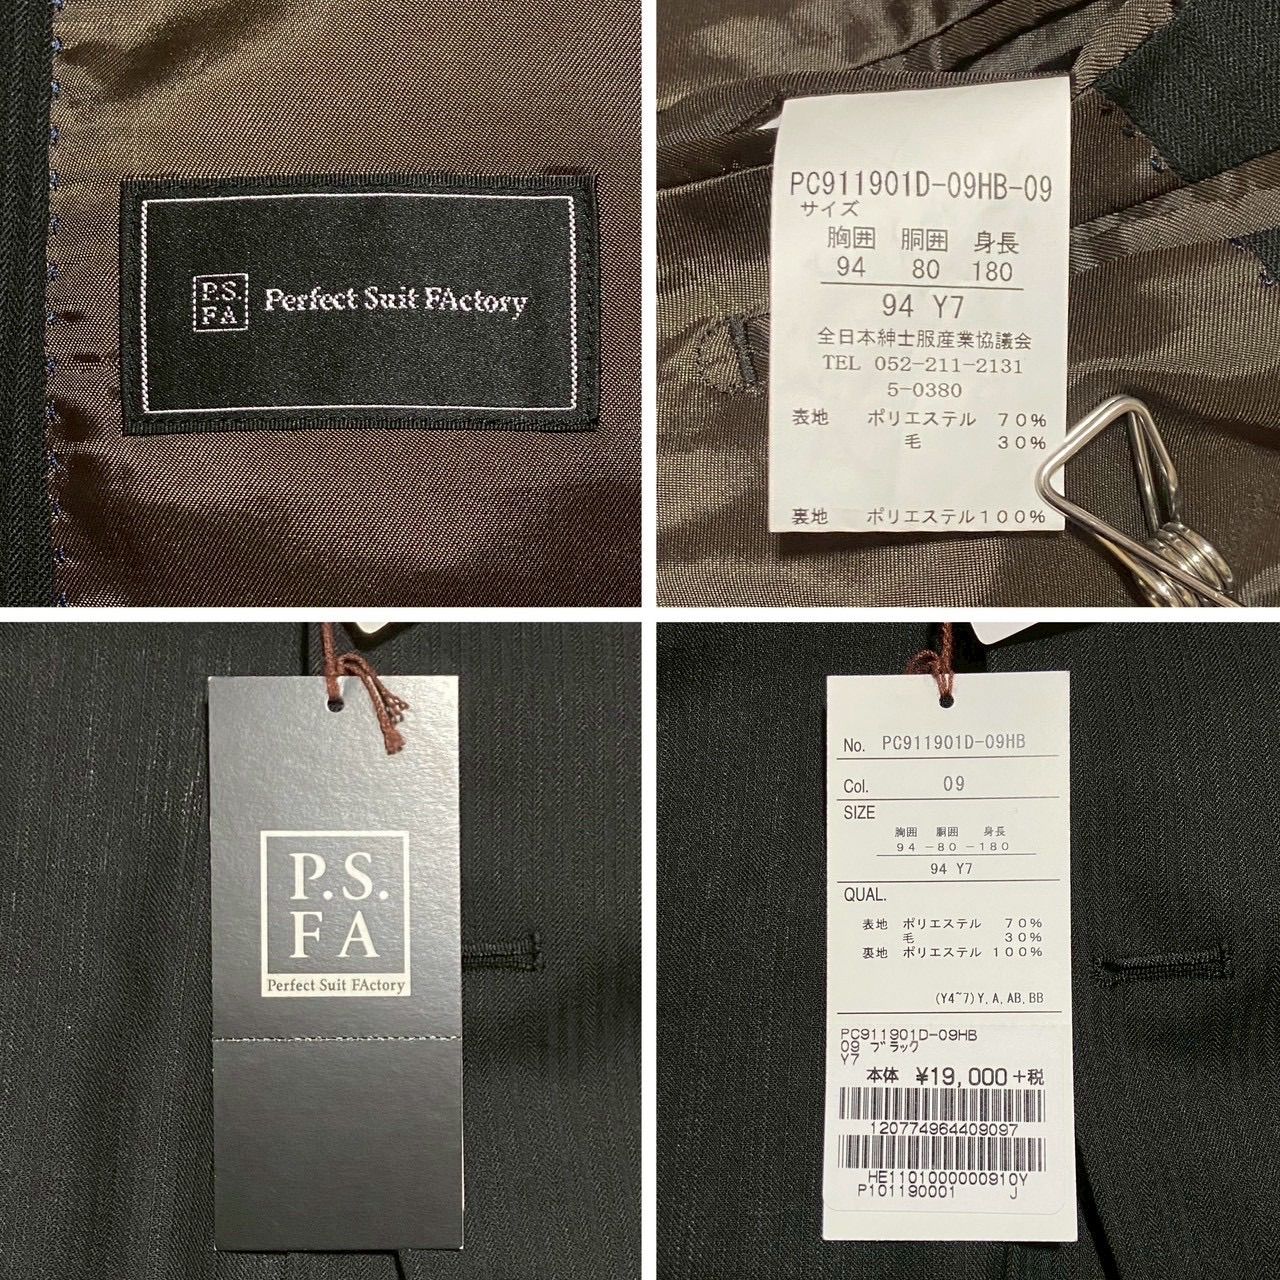 P.S.
FA
Perfect Suit FActory
PC911901D-09HB-09
サイズ
胸囲 胴囲 身長
94 80 180
94 Y7
全日本紳士服産業協議会
TEL 052-211-2131
5-0380
表地 ポリエステル 70%
毛 30%
裏地 ポリエステル100%
P.S.
FA
Perfect Suit FActory
No. PC911901D-09HB
Col. 09
SIZE
胸囲 胴囲 身長
94-80-180
94 Y7
QUAL.
表地 ポリエステル 70%
毛 30%
裏地 ポリエステル 100%
(Y4~7)Y,A,AB,BB
PC911901D-09HB
09 ブラック
Y7
本体 ¥19,000+税
120774964409097
HE1101000000910Y
P101190001 J